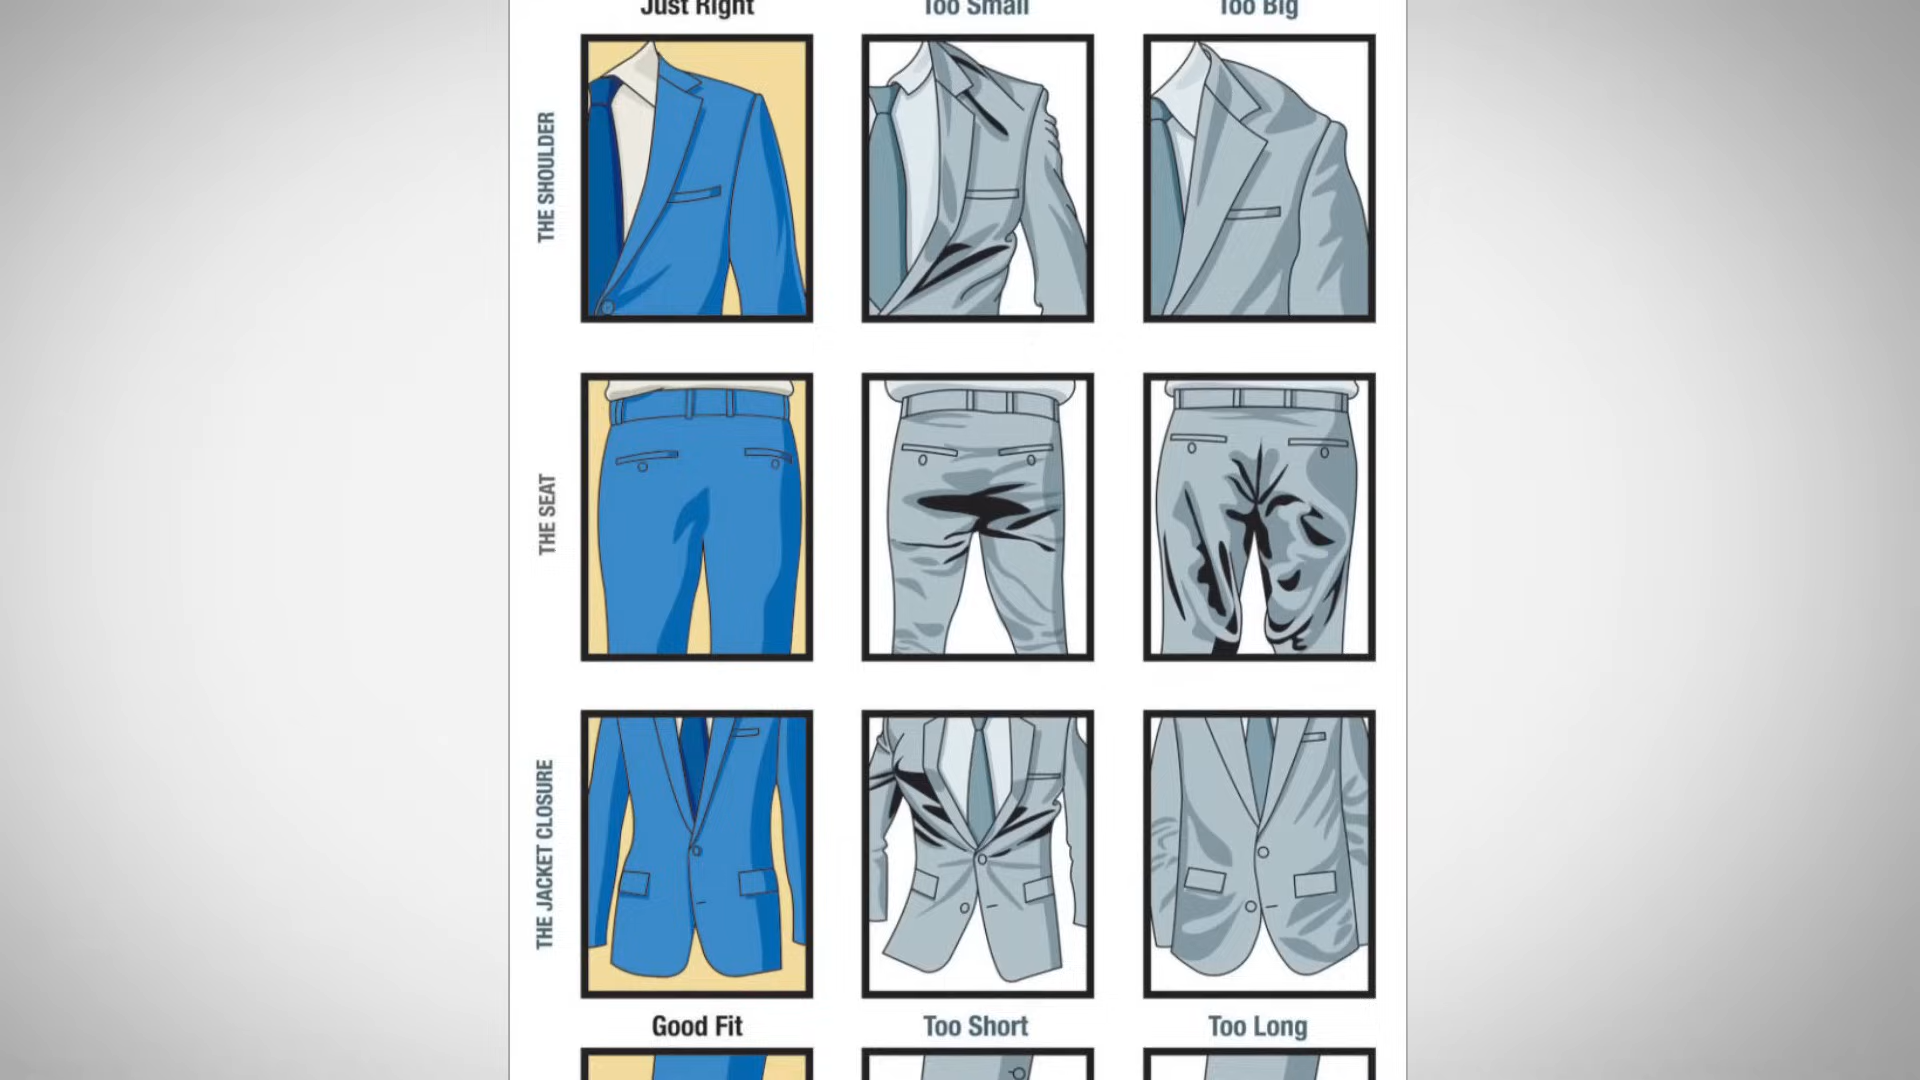 Just Right
Too Small
Too Big
THE SHOULDER
THE SEAT
THE JACKET CLOSURE
Good Fit
Too Short
Too Long